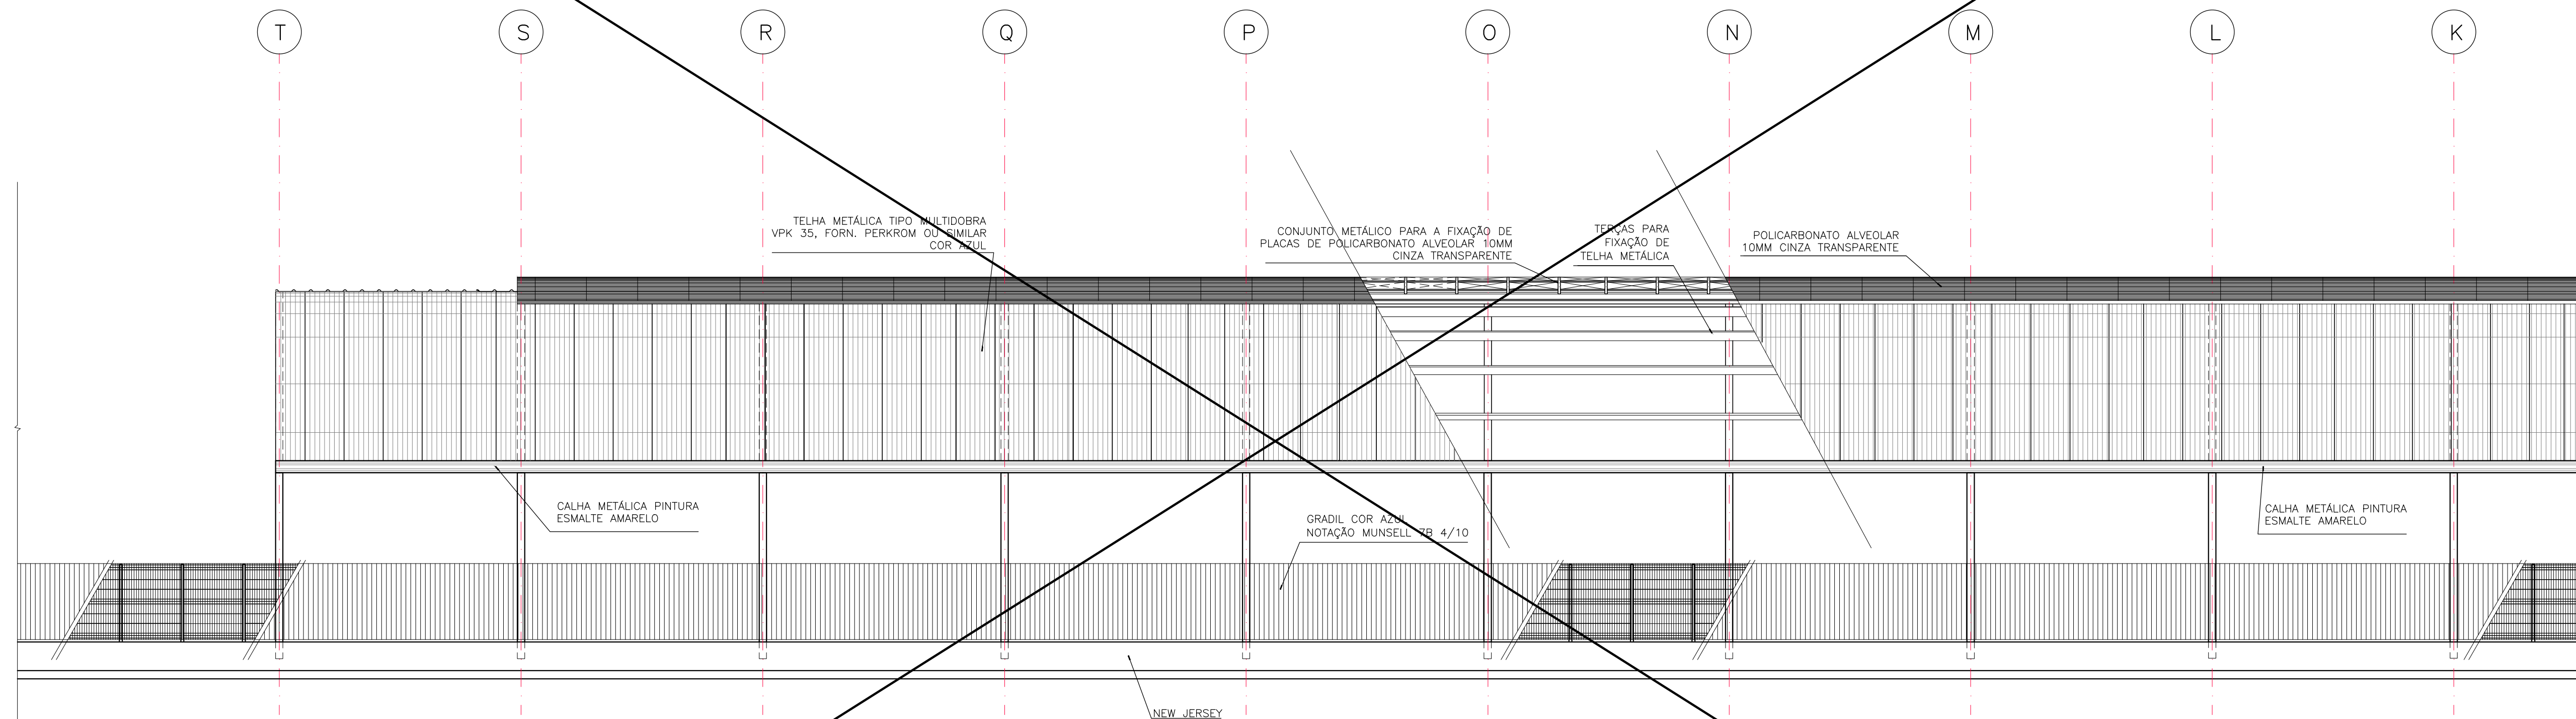 T
S
R
Q
P
O
N
M
L
K
TELHA METÁLICA TIPO MULTIDOBRA
VPK 35, FORN. PERKROM OU SIMILAR
COR AZUL
CONJUNTO METÁLICO PARA A FIXAÇÃO DE
PLACAS DE POLICARBONATO ALVEOLAR 10MM
CINZA TRANSPARENTE
TERÇAS PARA
FIXAÇÃO DE
TELHA METÁLICA
POLICARBONATO ALVEOLAR
10MM CINZA TRANSPARENTE
CALHA METÁLICA PINTURA
ESMALTE AMARELO
GRADIL COR AZUL
NOTAÇÃO MUNSELL 7B 4/10
CALHA METÁLICA PINTURA
ESMALTE AMARELO
NEW JERSEY